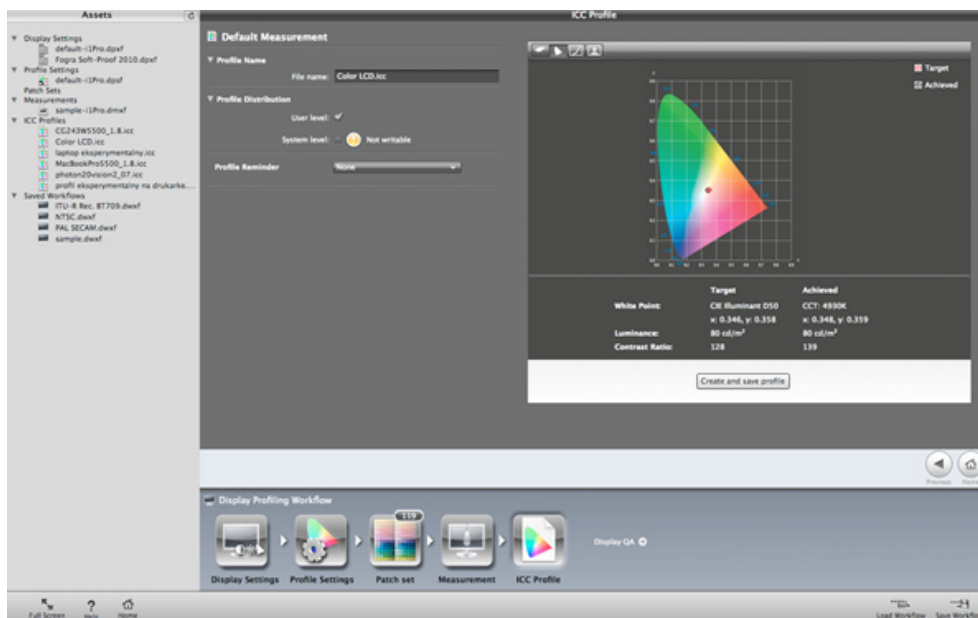 Assets
ICC Profile
Display Settings
default-i1Pro.dpxf
Fogra Soft-Proof 2010.dpxf
Profile Settings
default-i1Pro.dpsf
Patch Sets
Measurements
sample-i1Pro.dmxf
ICC Profiles
CG243W5500_1.8.icc
Color LCD.icc
laptop eksperymentalny.icc
MacBookPro5500_1.8.icc
photon20vision2_07.icc
profil eksperymentalny na drukarke....
Saved Workflows
ITU-R Rec. BT709.dwxf
NTSC.dwxf
PAL SECAM.dwxf
sample.dwxf
Default Measurement
Profile Name
File name: Color LCD.icc
Profile Distribution
User level:
System level: Not writable
Profile Reminder None
Target
Achieved
Target Achieved
White Point: CIE Illuminant D50 CCT: 4930K
x: 0.346, y: 0.358 x: 0.348, y: 0.359
Luminance: 80 cd/m² 80 cd/m²
Contrast Ratio: 128 139
Create and save profile
Previous Home
Display Profiling Workflow
119
Display QA
Display Settings Profile Settings Patch set Measurement ICC Profile
? 
Full Screen Help Home Load Workflow Save Workflo